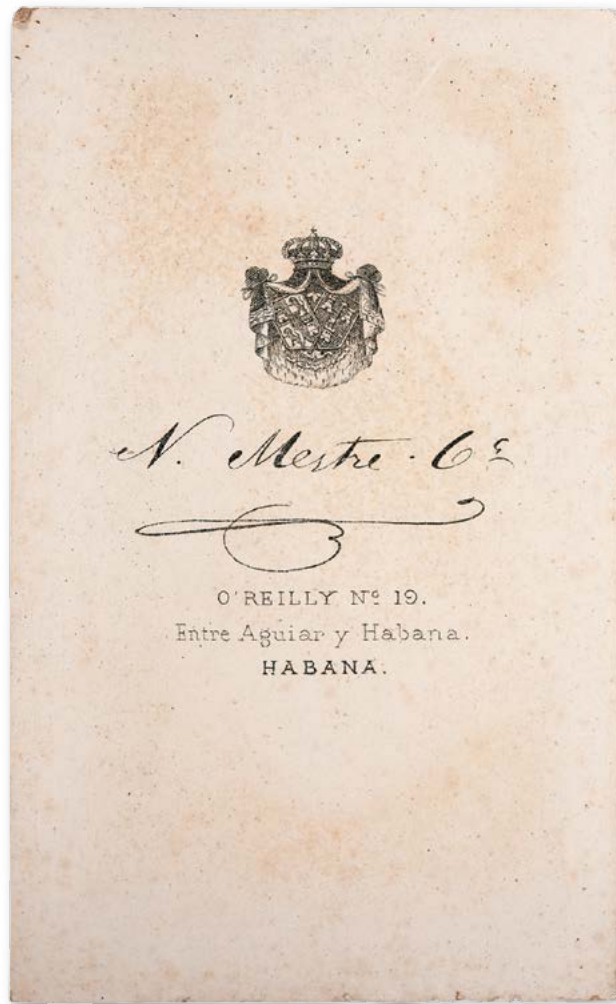 N. Mestre. Cª
O'REILLY Nº 19.
Entre Aguiar y Habana.
HABANA.